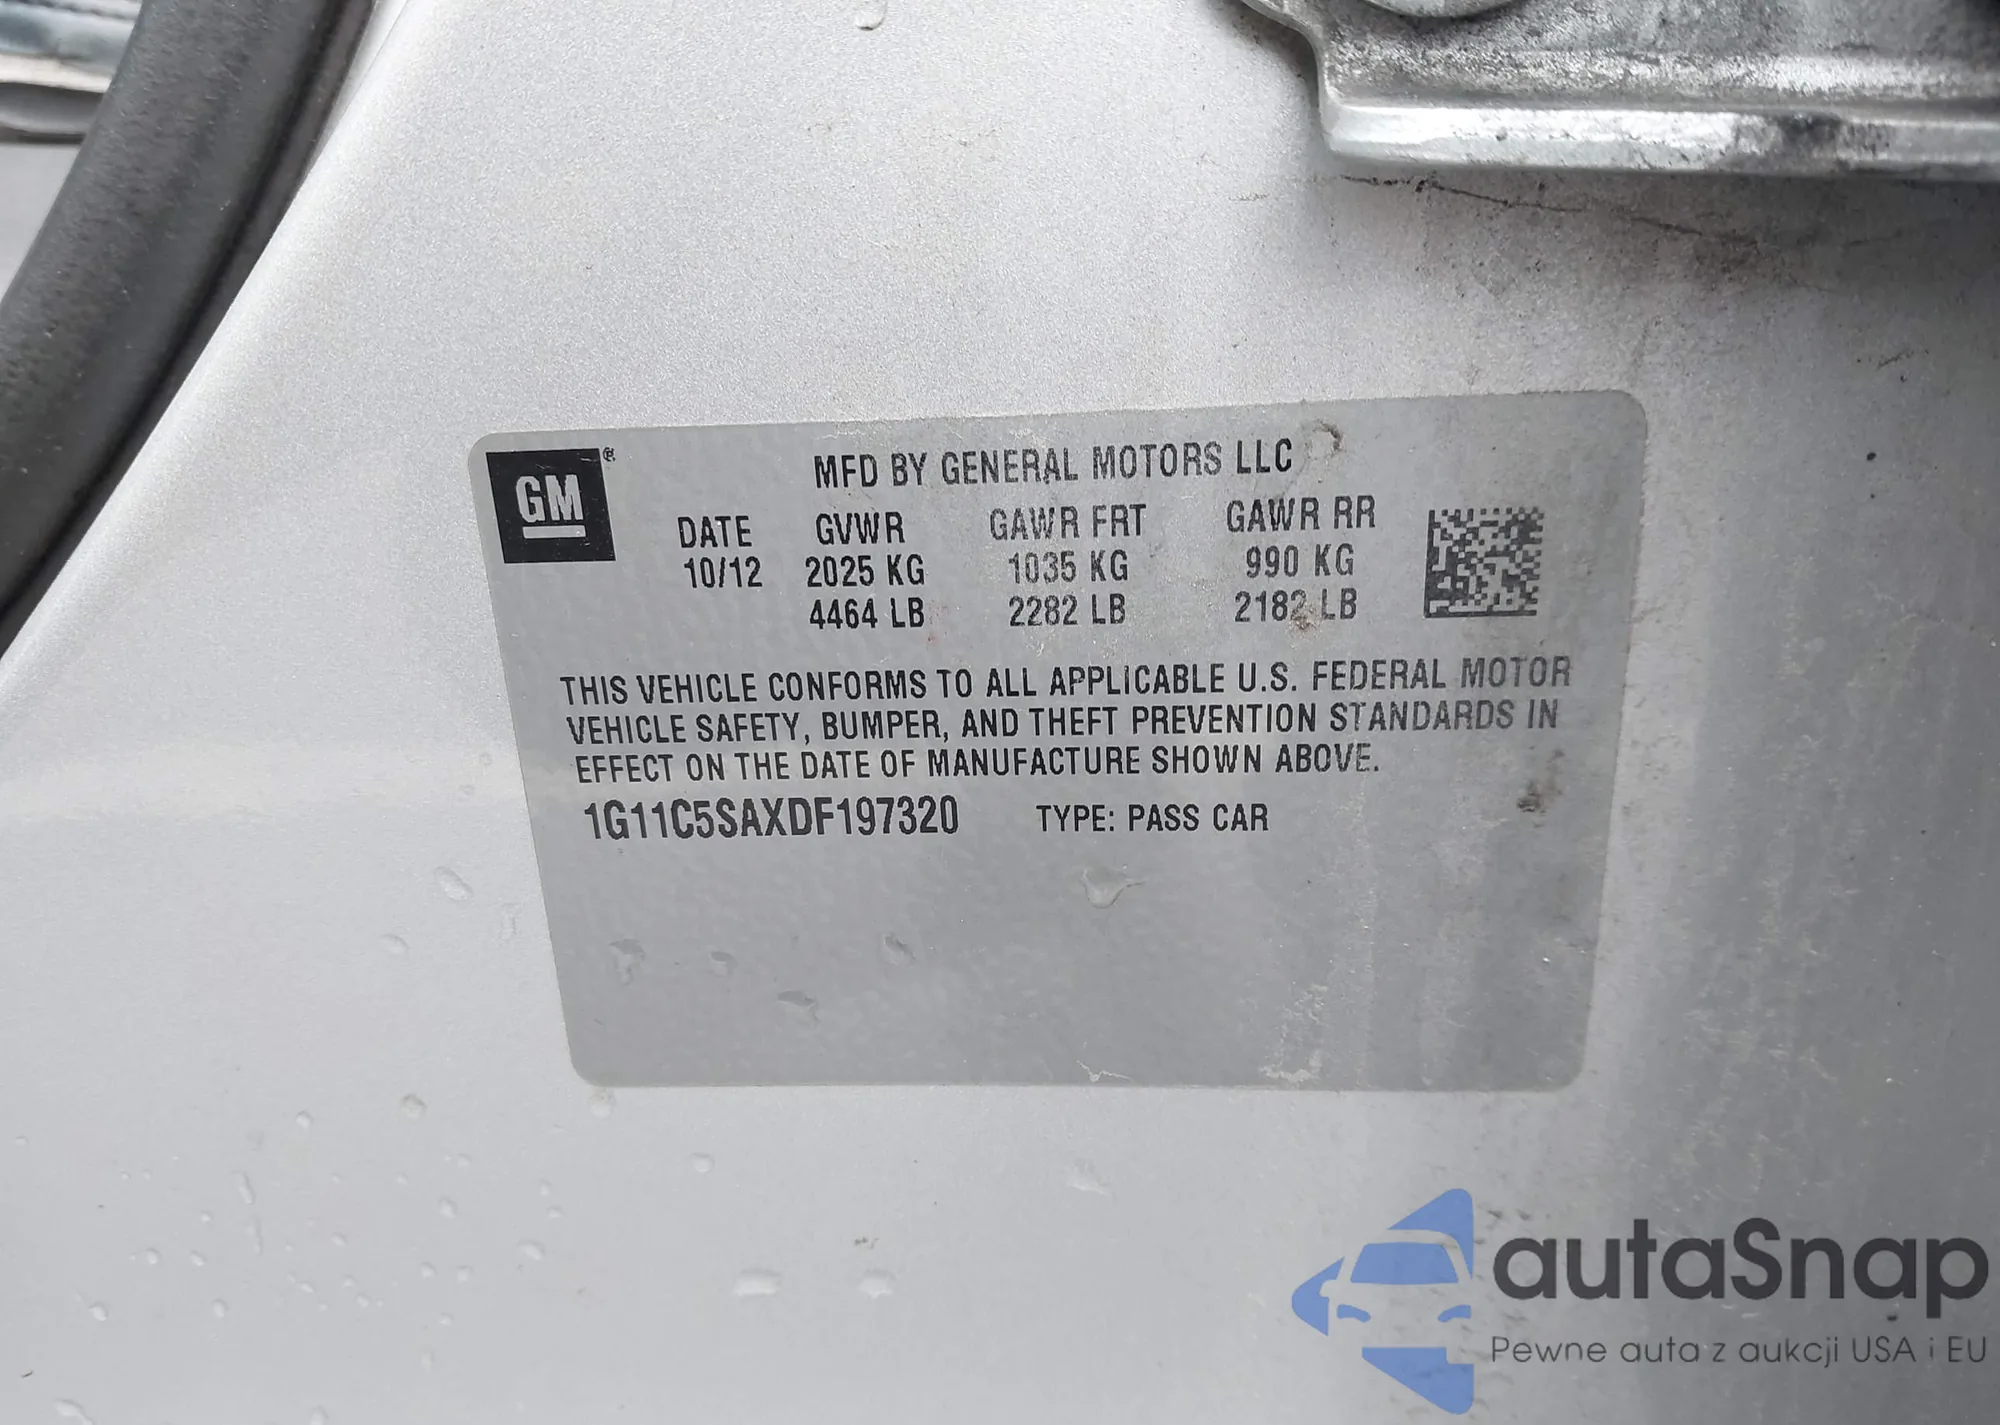 GM®
MFD BY GENERAL MOTORS LLC
DATE GVWR GAWR FRT GAWR RR
10/12 2025 KG 1035 KG 990 KG
4464 LB 2282 LB 2182 LB
THIS VEHICLE CONFORMS TO ALL APPLICABLE U.S. FEDERAL MOTOR
VEHICLE SAFETY, BUMPER, AND THEFT PREVENTION STANDARDS IN
EFFECT ON THE DATE OF MANUFACTURE SHOWN ABOVE.
1G11C5SAXDF197320 TYPE: PASS CAR
autaSnap
Pewne auta z aukcji USA i EU